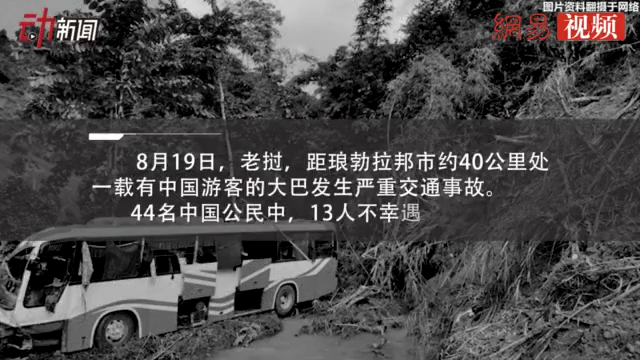 图片资料翻摄于网络
动新闻
網易视频
8月19日，老挝，距琅勃拉邦市约40公里处
一载有中国游客的大巴发生严重交通事故。
44名中国公民中，13人不幸遇